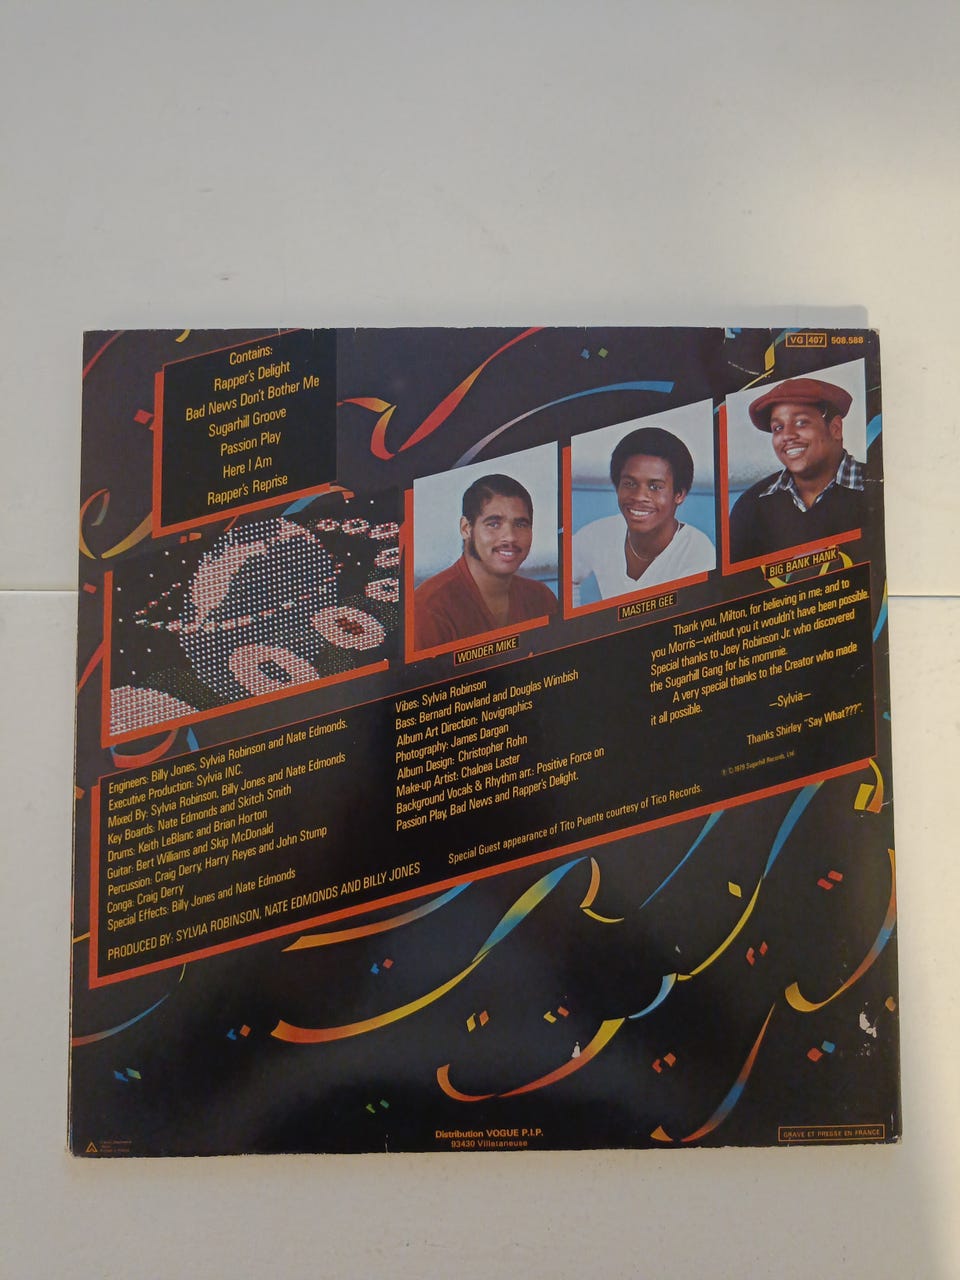 VG 407 508.588
Contains:
Rapper's Delight
Bad News Don't Bother Me
Sugarhill Groove
Passion Play
Here I Am
Rapper's Reprise
WONDER MIKE
MASTER GEE
BIG BANK HANK
Engineers: Billy Jones, Sylvia Robinson and Nate Edmonds.
Executive Production: Sylvia INC.
Mixed By: Sylvia Robinson, Billy Jones and Nate Edmonds
Key Boards: Nate Edmonds and Skitch Smith
Drums: Keith LeBlanc and Brian Horton
Guitar: Bert Williams and Skip McDonald
Percussion: Craig Derry, Harry Reyes and John Stump
Conga: Craig Derry
Special Effects: Billy Jones and Nate Edmonds
PRODUCED BY: SYLVIA ROBINSON, NATE EDMONDS AND BILLY JONES
Vibes: Sylvia Robinson
Bass: Bernard Rowland and Douglas Wimbish
Album Art Direction: Novigraphics
Photography: James Dargan
Album Design: Christopher Rohn
Make-up Artist: Chaloea Laster
Background Vocals & Rhythm arr.: Positive Force on
Passion Play, Bad News and Rapper's Delight.
Special Guest appearance of Tito Puente courtesy of Tico Records.
Thank you, Milton, for believing in me; and to
you Morris—without you it wouldn't have been possible.
Special thanks to Joey Robinson Jr. who discovered
the Sugarhill Gang for his mommie.
A very special thanks to the Creator who made
it all possible.
—Sylvia—
Thanks Shirley "Say What???".
℗ © 1979 Sugarhill Records, Ltd.
Distribution VOGUE P.I.P.
93430 Villetaneuse
GRAVE ET PRESSE EN FRANCE